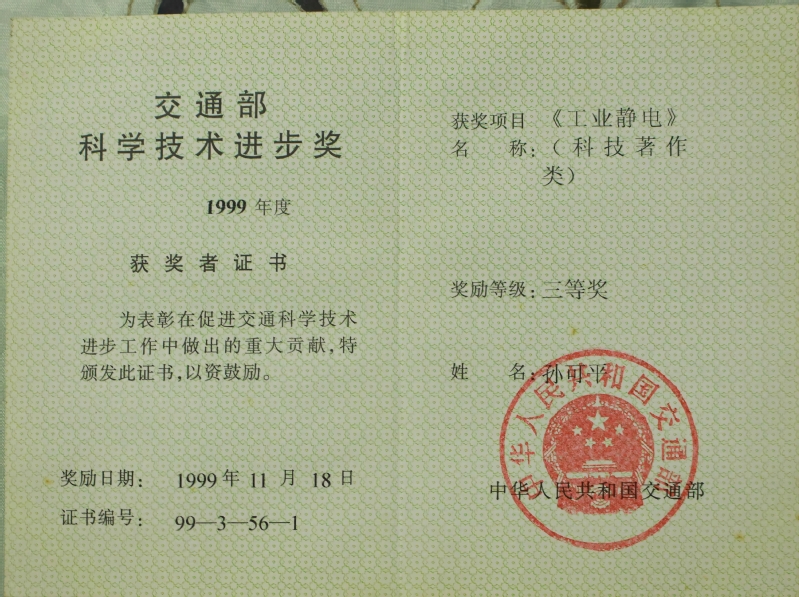 交通部
科学技术进步奖
1999 年度
获奖者证书
为表彰在促进交通科学技术
进步工作中做出的重大贡献,特
颁发此证书,以资鼓励。
奖励日期: 1999 年 11 月 18 日
证书编号: 99—3—56—1
获奖项目 《工业静电》
名 称:(科技著作
类)
奖励等级:三等奖
姓 名:孙可平
中华人民共和国交通部
中华人民共和国交通部